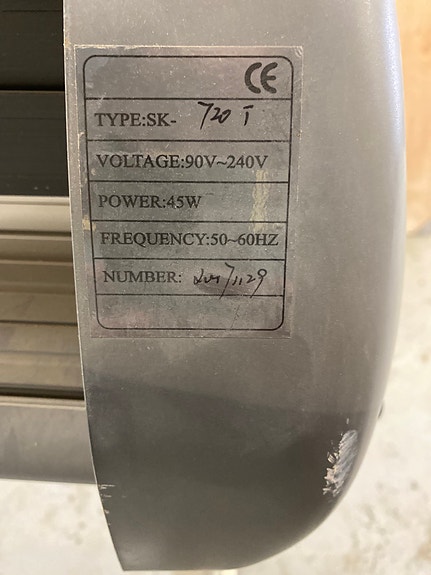 CE
TYPE:SK- 720 T
VOLTAGE:90V~240V
POWER:45W
FREQUENCY:50~60HZ
NUMBER: